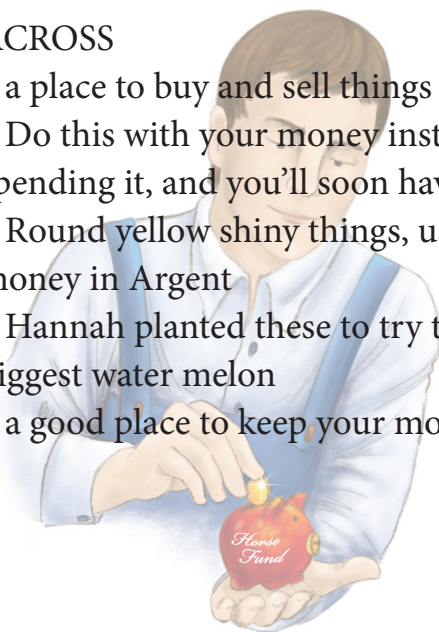 ACROSS
a place to buy and sell things
Do this with your money inst
pending it, and you’ll soon hav
Round yellow shiny things, u
money in Argent
Hannah planted these to try t
iggest water melon
a good place to keep your mo
Horse
Fund